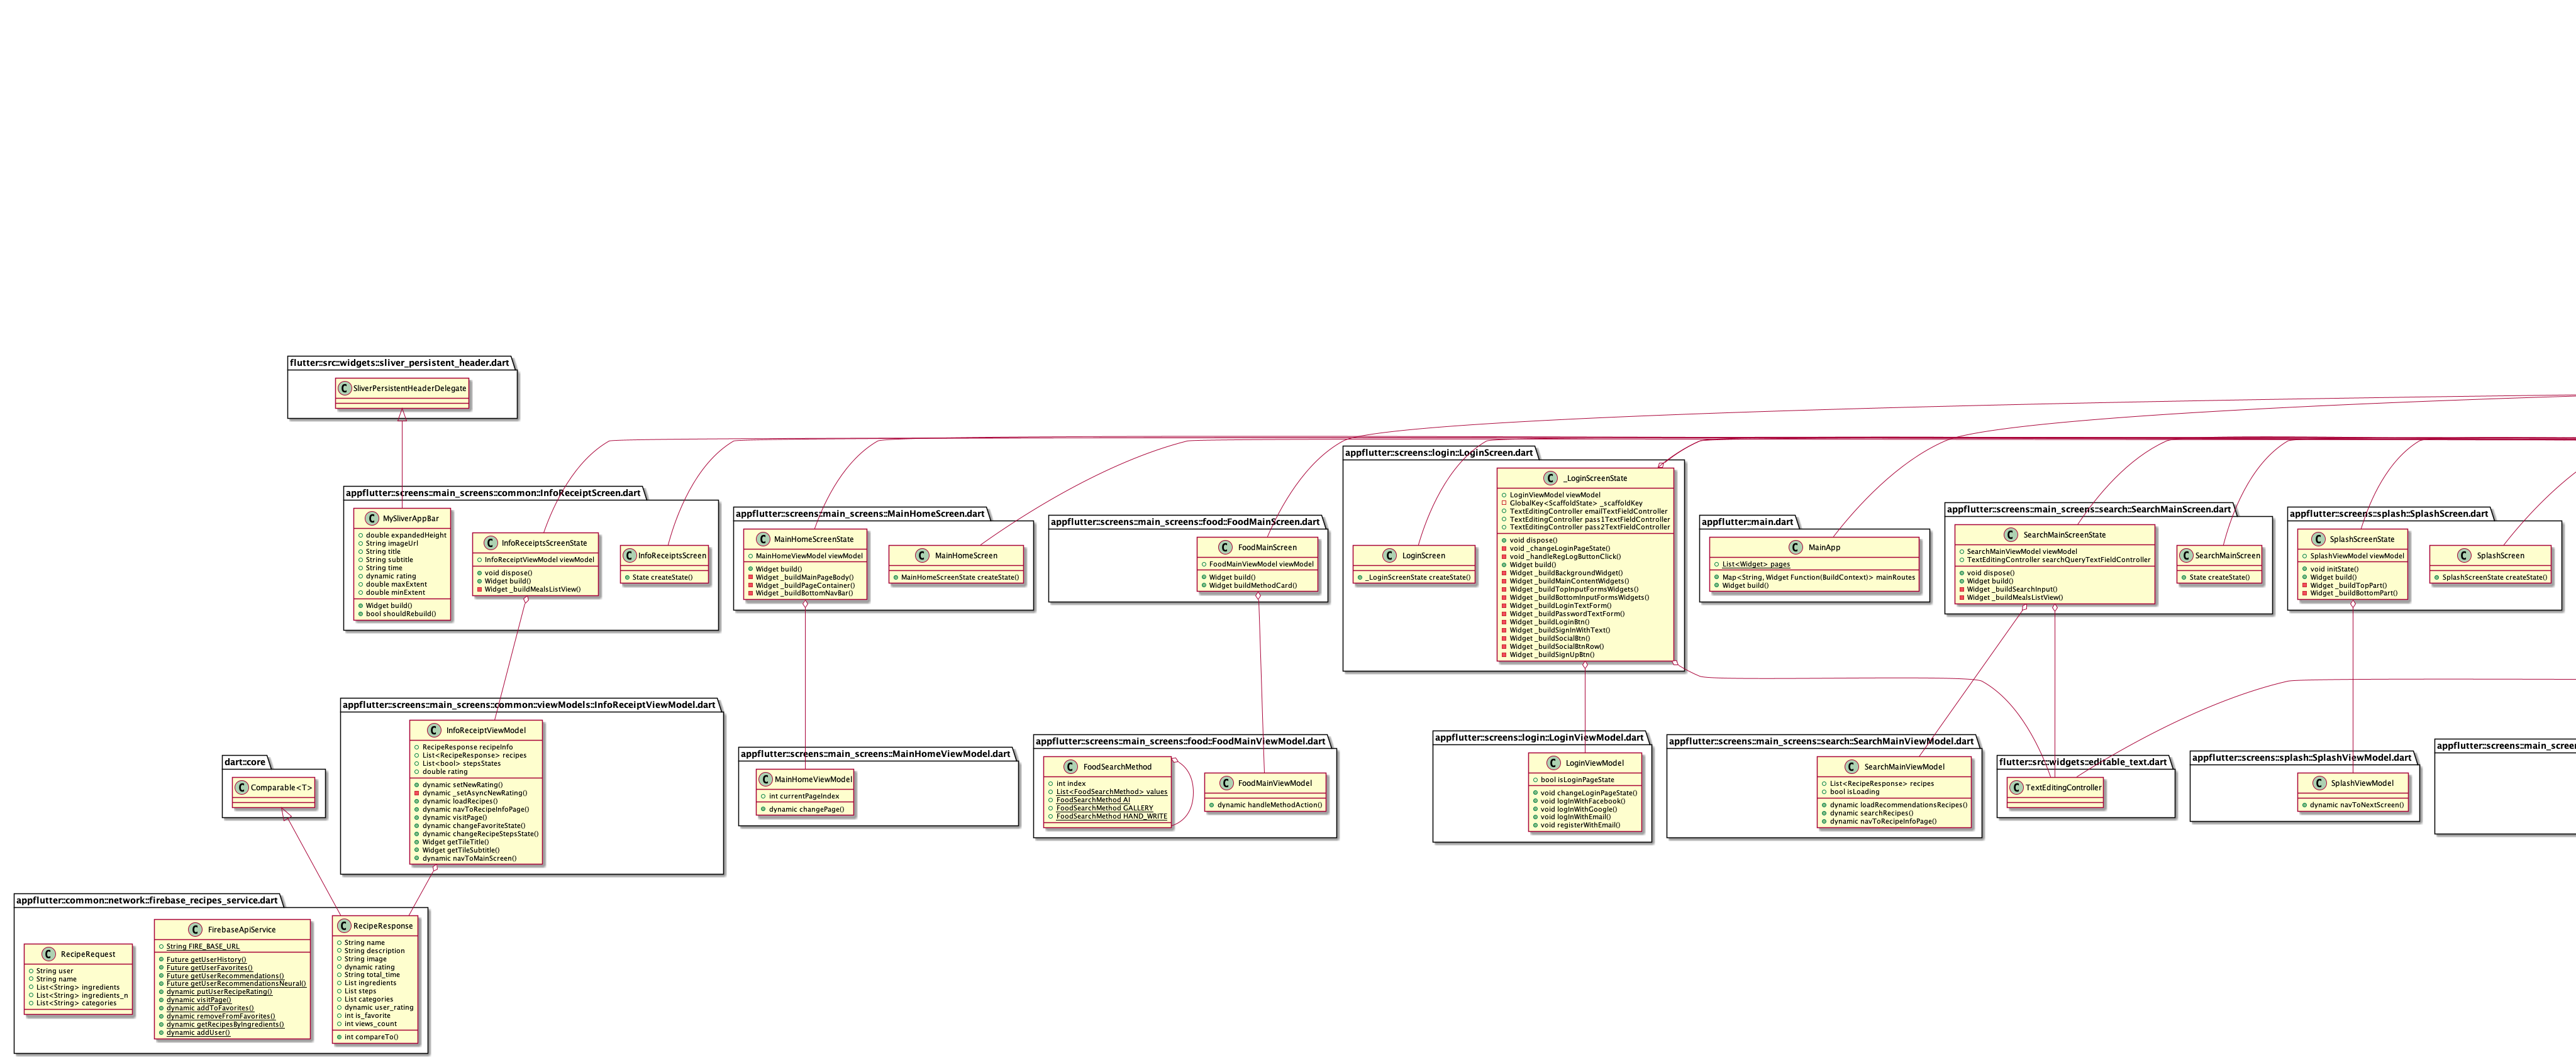 flutter::src::widgets::sliver_persistent_header.dart
C SliverPersistentHeaderDelegate
appflutter::screens::main_screens::common::InfoReceiptScreen.dart
C MySliverAppBar
double expandedHeight
String imageUrl
String title
String subtitle
String time
dynamic rating
double maxExtent
double minExtent
Widget build()
bool shouldRebuild()
C InfoReceiptsScreenState
InfoReceiptViewModel viewModel
void dispose()
Widget build()
Widget _buildMealsListView()
C InfoReceiptsScreen
State createState()
appflutter::screens::main_screens::MainHomeScreen.dart
C MainHomeScreenState
MainHomeViewModel viewModel
Widget build()
Widget _buildMainPageBody()
Widget _buildPageContainer()
Widget _buildBottomNavBar()
C MainHomeScreen
MainHomeScreenState createState()
appflutter::screens::main_screens::food::FoodMainScreen.dart
C FoodMainScreen
FoodMainViewModel viewModel
Widget build()
Widget buildMethodCard()
appflutter::screens::login::LoginScreen.dart
C LoginScreen
_LoginScreenState createState()
C _LoginScreenState
LoginViewModel viewModel
GlobalKey<ScaffoldState> _scaffoldKey
TextEditingController emailTextFieldController
TextEditingController pass1TextFieldController
TextEditingController pass2TextFieldController
void dispose()
void _changeLoginPageState()
void _handleRegLogButtonClick()
Widget build()
Widget _buildBackgroundWidget()
Widget _buildMainContentWidgets()
Widget _buildTopInputFormsWidgets()
Widget _buildBottomInputFormsWidgets()
Widget _buildLoginTextForm()
Widget _buildPasswordTextForm()
Widget _buildLoginBtn()
Widget _buildSignInWithText()
Widget _buildSocialBtn()
Widget _buildSocialBtnRow()
Widget _buildSignUpBtn()
appflutter::main.dart
C MainApp
List<Widget> pages
Map<String, Widget Function(BuildContext)> mainRoutes
Widget build()
appflutter::screens::main_screens::search::SearchMainScreen.dart
C SearchMainScreenState
SearchMainViewModel viewModel
TextEditingController searchQueryTextFieldController
void dispose()
Widget build()
Widget _buildSearchInput()
Widget _buildMealsListView()
C SearchMainScreen
State createState()
appflutter::screens::splash::SplashScreen.dart
C SplashScreenState
SplashViewModel viewModel
void initState()
Widget build()
Widget _buildTopPart()
Widget _buildBottomPart()
C SplashScreen
SplashScreenState createState()
appflutter::screens::main_screens::common::viewModels::InfoReceiptViewModel.dart
C InfoReceiptViewModel
RecipeResponse recipeInfo
List<RecipeResponse> recipes
List<bool> stepsStates
double rating
dynamic setNewRating()
dynamic _setAsyncNewRating()
dynamic loadRecipes()
dynamic navToRecipeInfoPage()
dynamic visitPage()
dynamic changeFavoriteState()
dynamic changeRecipeStepsState()
Widget getTileTitle()
Widget getTileSubtitle()
dynamic navToMainScreen()
dart::core
C Comparable<T>
appflutter::screens::main_screens::MainHomeViewModel.dart
C MainHomeViewModel
int currentPageIndex
dynamic changePage()
appflutter::screens::main_screens::food::FoodMainViewModel.dart
C FoodSearchMethod
int index
List<FoodSearchMethod> values
FoodSearchMethod AI
FoodSearchMethod GALLERY
FoodSearchMethod HAND_WRITE
C FoodMainViewModel
dynamic handleMethodAction()
appflutter::screens::login::LoginViewModel.dart
C LoginViewModel
bool isLoginPageState
void changeLoginPageState()
void logInWithFacebook()
void logInWithGoogle()
void logInWithEmail()
void registerWithEmail()
appflutter::screens::main_screens::search::SearchMainViewModel.dart
C SearchMainViewModel
List<RecipeResponse> recipes
bool isLoading
dynamic loadRecommendationsRecipes()
dynamic searchRecipes()
dynamic navToRecipeInfoPage()
flutter::src::widgets::editable_text.dart
C TextEditingController
appflutter::screens::splash::SplashViewModel.dart
C SplashViewModel
dynamic navToNextScreen()
appflutter::screens::main_screens
appflutter::common::network::firebase_recipes_service.dart
C RecipeRequest
String user
String name
List<String> ingredients
List<String> ingredients_n
List<String> categories
C FirebaseApiService
String FIRE_BASE_URL
Future getUserHistory()
Future getUserFavorites()
Future getUserRecommendations()
Future getUserRecommendationsNeural()
dynamic putUserRecipeRating()
dynamic visitPage()
dynamic addToFavorites()
dynamic removeFromFavorites()
dynamic getRecipesByIngredients()
dynamic addUser()
C RecipeResponse
String name
String description
String image
dynamic rating
String total_time
List ingredients
List steps
List categories
dynamic user_rating
int is_favorite
int views_count
int compareTo()